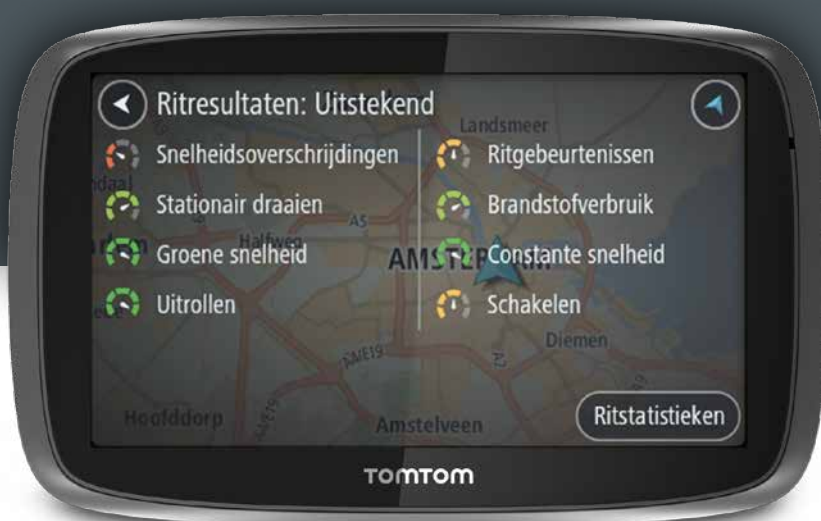 Ritresultaten: Uitstekend
Snelheidsoverschrijdingen
Stationair draaien
Groene snelheid
Uitrollen
Ritgebeurtenissen
Brandstofverbruik
Constante snelheid
Schakelen
Ritstatistieken
Landsmeer
A5
Halfweg
AMSTERDAM
Diemen
A2
Hoofddorp
Amstelveen
TOMTOM